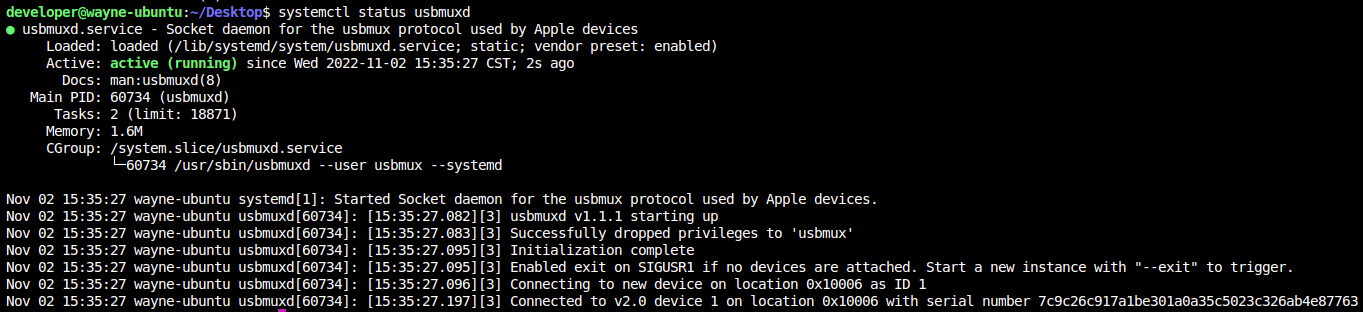 developer@wayne-ubuntu:~/Desktop$ systemctl status usbmuxd
● usbmuxd.service - Socket daemon for the usbmux protocol used by Apple devices
Loaded: loaded (/lib/systemd/system/usbmuxd.service; static; vendor preset: enabled)
Active: active (running) since Wed 2022-11-02 15:35:27 CST; 2s ago
Docs: man:usbmuxd(8)
Main PID: 60734 (usbmuxd)
Tasks: 2 (limit: 18871)
Memory: 1.6M
CGroup: /system.slice/usbmuxd.service
└─60734 /usr/sbin/usbmuxd --user usbmux --systemd
Nov 02 15:35:27 wayne-ubuntu systemd[1]: Started Socket daemon for the usbmux protocol used by Apple devices.
Nov 02 15:35:27 wayne-ubuntu usbmuxd[60734]: [15:35:27.082][3] usbmuxd v1.1.1 starting up
Nov 02 15:35:27 wayne-ubuntu usbmuxd[60734]: [15:35:27.083][3] Successfully dropped privileges to 'usbmux'
Nov 02 15:35:27 wayne-ubuntu usbmuxd[60734]: [15:35:27.095][3] Initialization complete
Nov 02 15:35:27 wayne-ubuntu usbmuxd[60734]: [15:35:27.095][3] Enabled exit on SIGUSR1 if no devices are attached. Start a new instance with "--exit" to trigger.
Nov 02 15:35:27 wayne-ubuntu usbmuxd[60734]: [15:35:27.096][3] Connecting to new device on location 0x10006 as ID 1
Nov 02 15:35:27 wayne-ubuntu usbmuxd[60734]: [15:35:27.197][3] Connected to v2.0 device 1 on location 0x10006 with serial number 7c9c26c917a1be301a0a35c5023c326ab4e87763